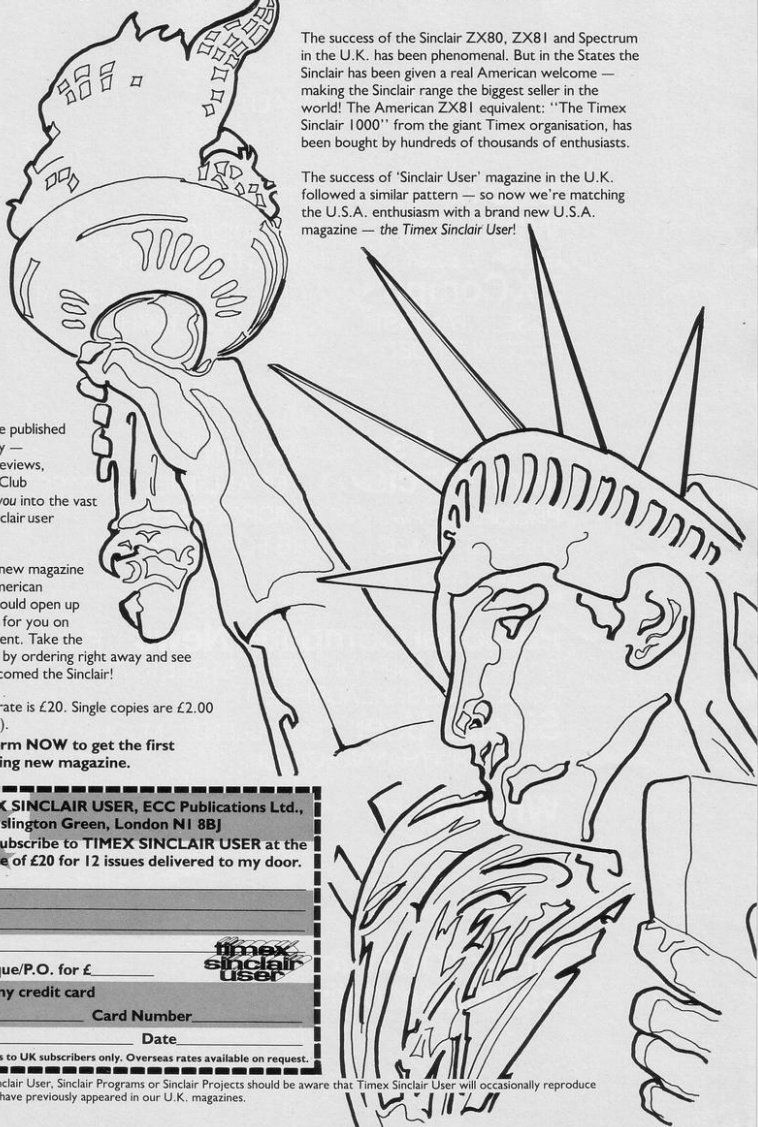 The success of the Sinclair ZX80, ZX81 and Spectrum
in the U.K. has been phenomenal. But in the States the
Sinclair has been given a real American welcome —
making the Sinclair range the biggest seller in the
world! The American ZX81 equivalent: “The Timex
Sinclair 1000” from the giant Timex organisation, has
been bought by hundreds of thousands of enthusiasts.
The success of ‘Sinclair User’ magazine in the U.K.
followed a similar pattern — so now we’re matching
the U.S.A. enthusiasm with a brand new U.S.A.
magazine — the Timex Sinclair User!
e published
y —
eviews,
Club
you into the vast
clair user
new magazine
merican
ould open up
for you on
ent. Take the
by ordering right away and see
comed the Sinclair!
rate is £20. Single copies are £2.00
).
rm NOW to get the first
ing new magazine.
X SINCLAIR USER, ECC Publications Ltd.,
slington Green, London N1 8BJ
ubscribe to TIMEX SINCLAIR USER at the
e of £20 for 12 issues delivered to my door.
timex
sinclair
user
que/P.O. for £
ny credit card
Card Number
Date
s to UK subscribers only. Overseas rates available on request.
nclair User, Sinclair Programs or Sinclair Projects should be aware that Timex Sinclair User will occasionally reproduce
have previously appeared in our U.K. magazines.